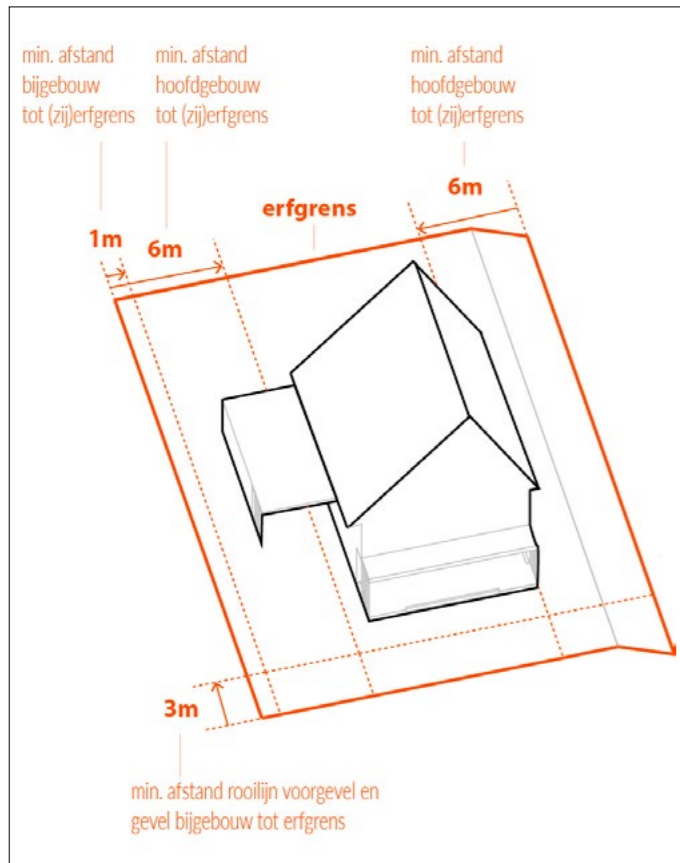 min. afstand
bijgebouw
tot (zij)erfgrens
min. afstand
hoofdgebouw
tot (zij)erfgrens
min. afstand
hoofdgebouw
tot (zij)erfgrens
1m
6m
erfgrens
6m
3m
min. afstand rooilijn voorgevel en
gevel bijgebouw tot erfgrens